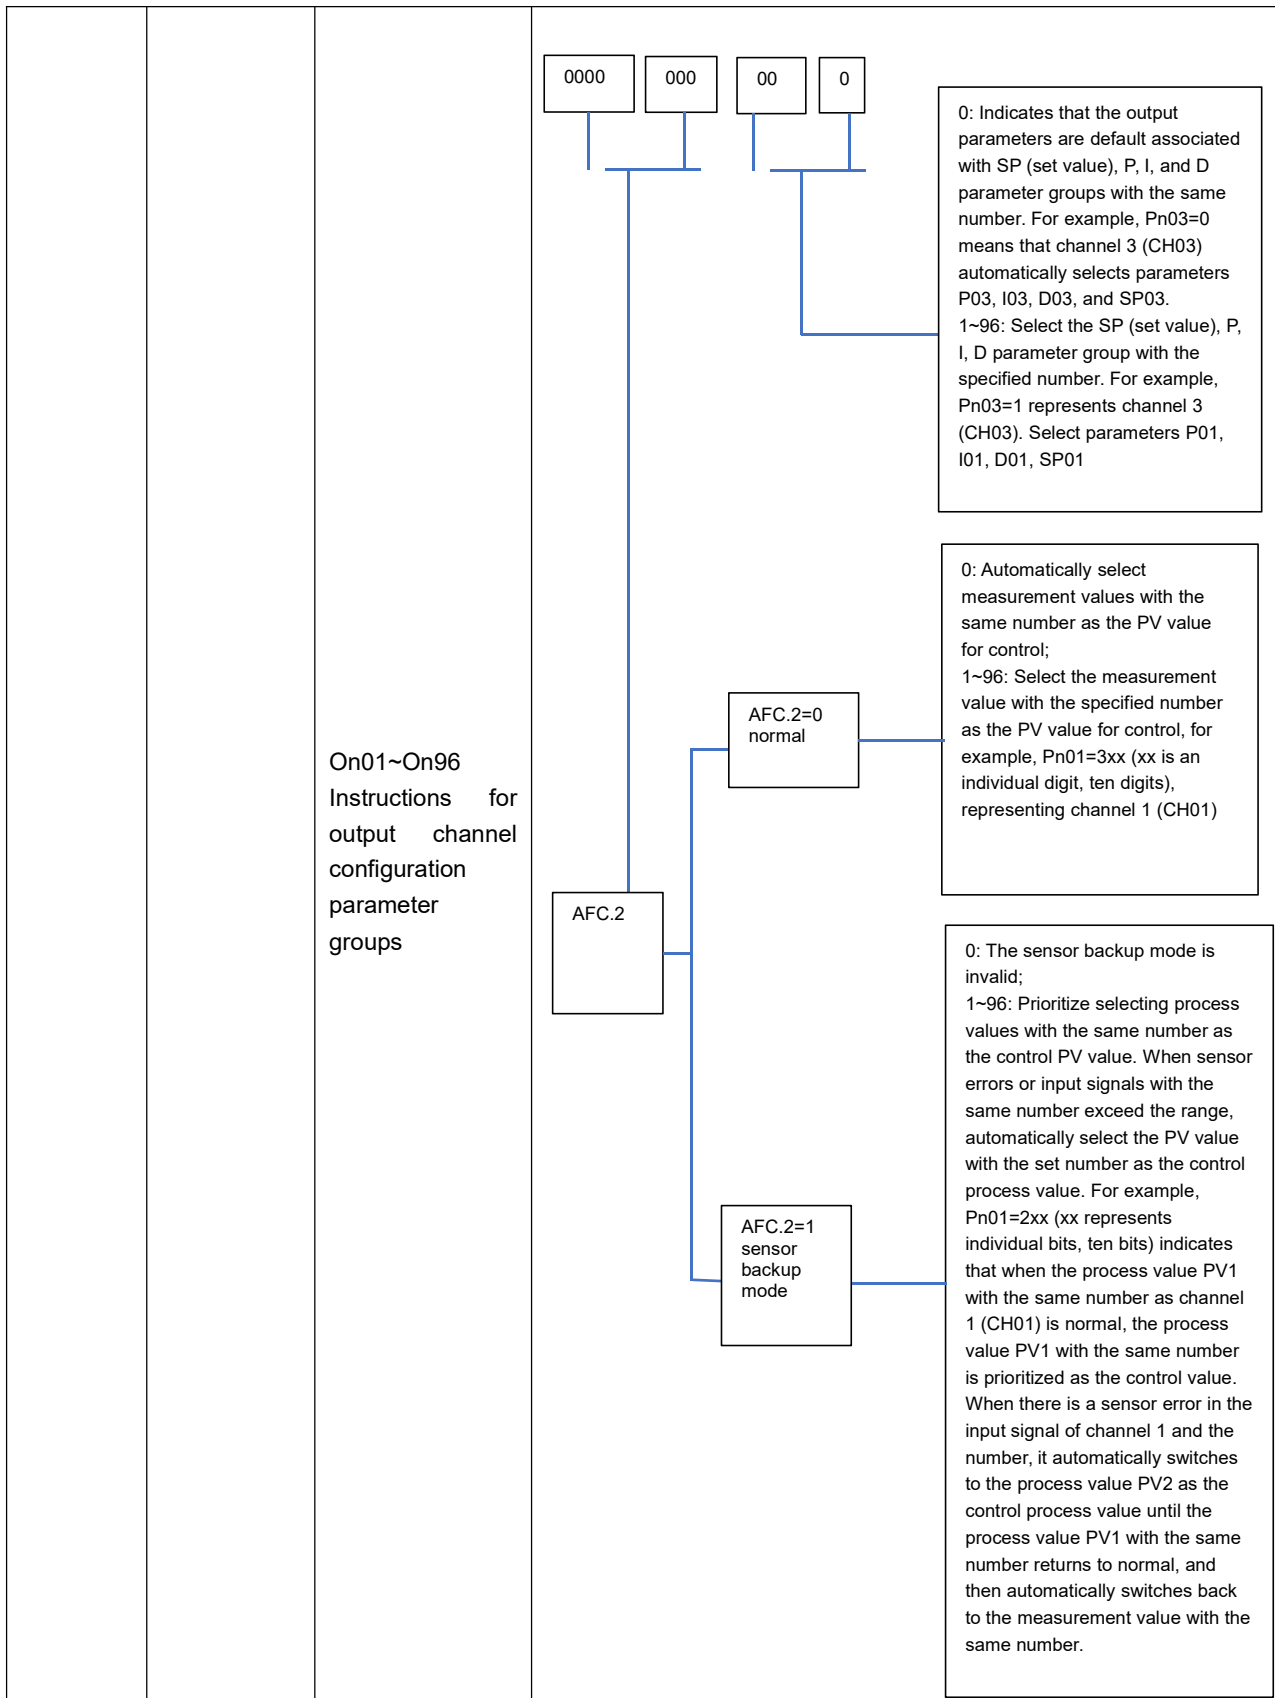 0000 000 00 0
0: Indicates that the output
parameters are default associated
with SP (set value), P, I, and D
parameter groups with the same
number. For example, Pn03=0
means that channel 3 (CH03)
automatically selects parameters
P03, I03, D03, and SP03.
1~96: Select the SP (set value), P,
I, D parameter group with the
specified number. For example,
Pn03=1 represents channel 3
(CH03). Select parameters P01,
I01, D01, SP01
On01~On96
Instructions for
output channel
configuration
parameter
groups
AFC.2
AFC.2=0
normal
0: Automatically select
measurement values with the
same number as the PV value
for control;
1~96: Select the measurement
value with the specified number
as the PV value for control, for
example, Pn01=3xx (xx is an
individual digit, ten digits),
representing channel 1 (CH01)
AFC.2=1
sensor
backup
mode
0: The sensor backup mode is
invalid;
1~96: Prioritize selecting process
values with the same number as
the control PV value. When sensor
errors or input signals with the
same number exceed the range,
automatically select the PV value
with the set number as the control
process value. For example,
Pn01=2xx (xx represents
individual bits, ten bits) indicates
that when the process value PV1
with the same number as channel
1 (CH01) is normal, the process
value PV1 with the same number
is prioritized as the control value.
When there is a sensor error in the
input signal of channel 1 and the
number, it automatically switches
to the process value PV2 as the
control process value until the
process value PV1 with the same
number returns to normal, and
then automatically switches back
to the measurement value with the
same number.